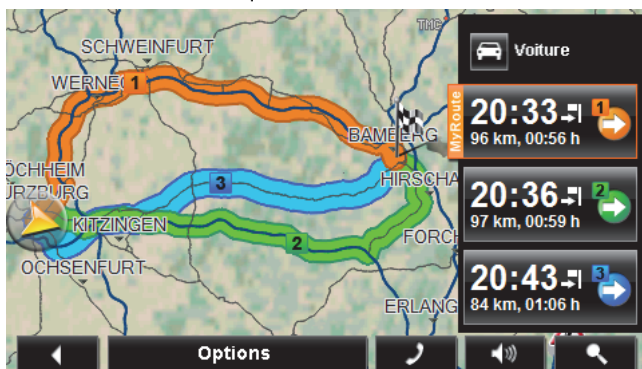 TMC
SCHWEINFURT
WERNE
1
BAMBERG
3
HIRSCHA
ÖCHHEIM
ÜRZBURG
KITZINGEN
2
FORCH
OCHSENFURT
ERLANG
Voiture
MyRoute
20:33
1
96 km, 00:56 h
20:36
2
97 km, 00:59 h
20:43
3
84 km, 01:06 h
Options